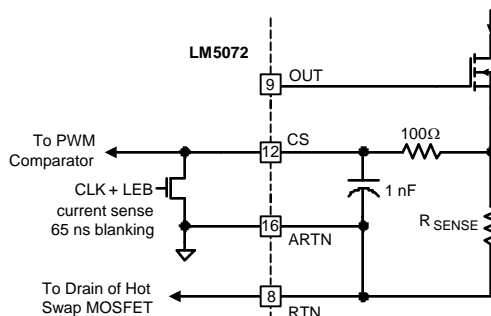 LM5072
9
OUT
To PWM
Comparator
12
CS
100Ω
CLK + LEB
current sense
65 ns blanking
1 nF
16
ARTN
R SENSE
To Drain of Hot
Swap MOSFET
8
RTN